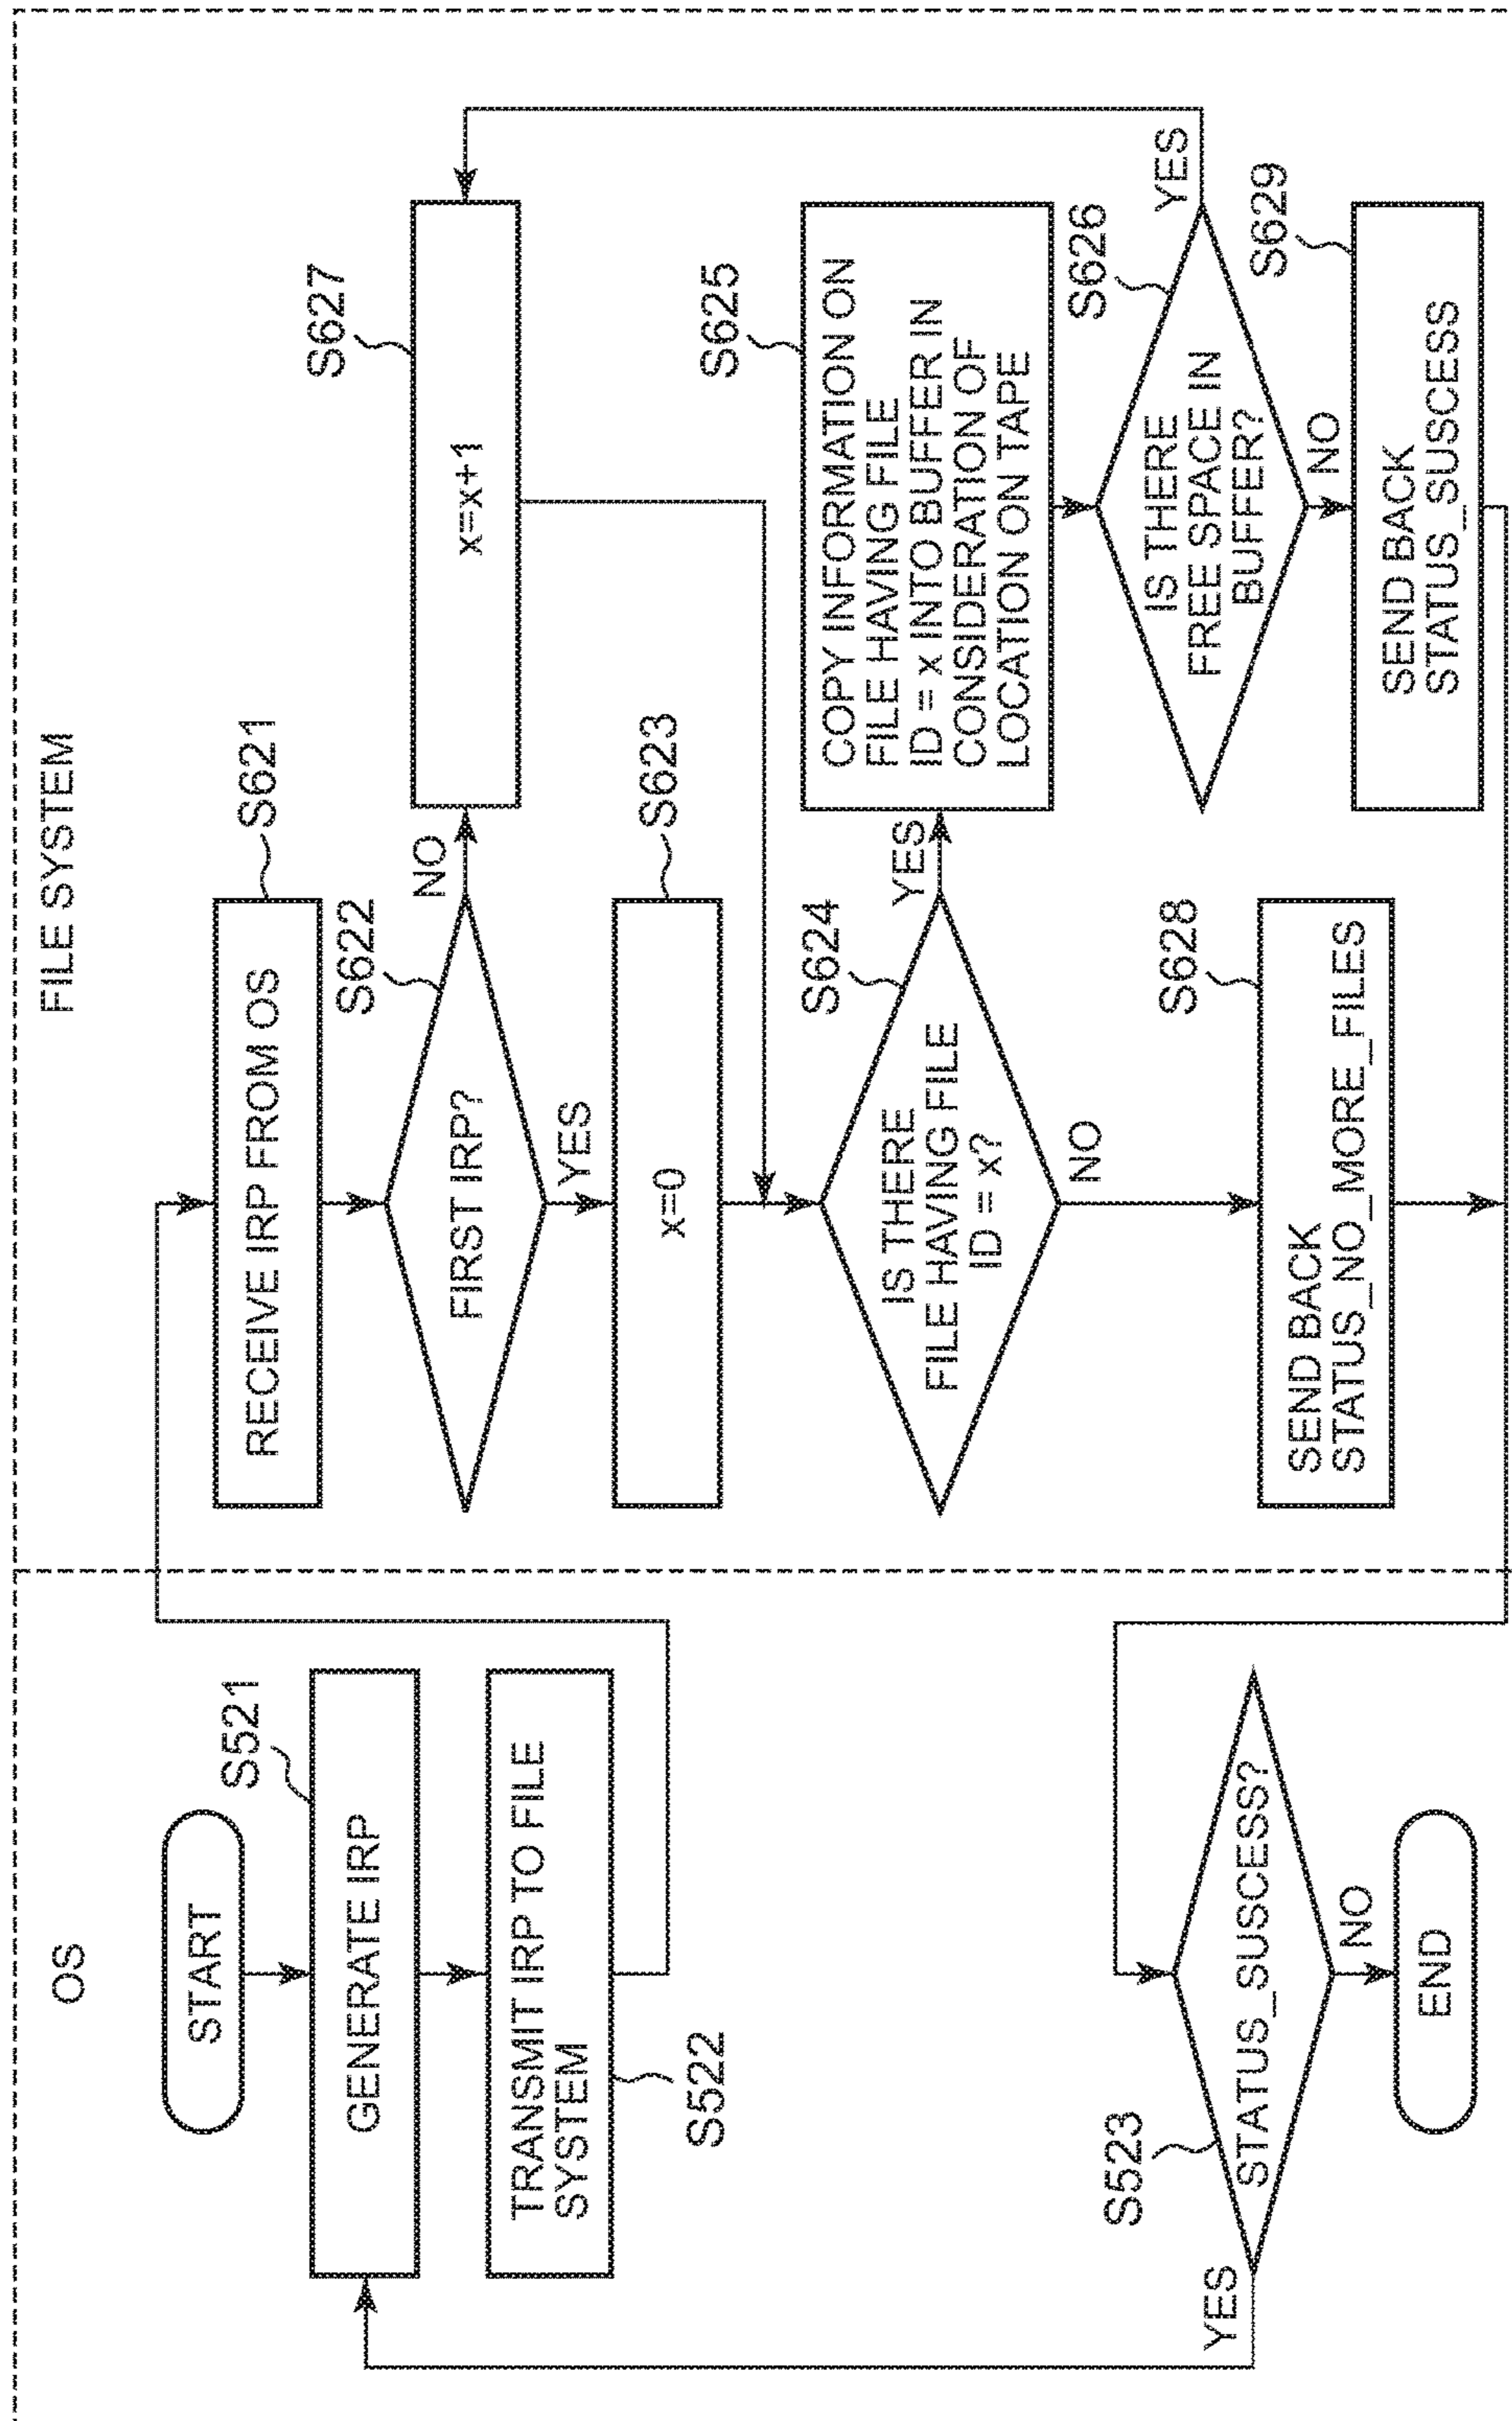 OS
START
S521
GENERATE IRP
TRANSMIT IRP TO FILE
SYSTEM
S522
S523
STATUS_SUSCESS?
YES
NO
END
FILE SYSTEM
S621
RECEIVE IRP FROM OS
S622
FIRST IRP?
NO
YES
S627
x=x+1
S623
x=0
S624
IS THERE
FILE HAVING FILE
ID = x?
YES
NO
S625
COPY INFORMATION ON
FILE HAVING FILE
ID = x INTO BUFFER IN
CONSIDERATION OF
LOCATION ON TAPE
S626
IS THERE
FREE SPACE IN
BUFFER?
YES
NO
S628
SEND BACK
STATUS_NO_MORE_FILES
S629
SEND BACK
STATUS_SUSCESS